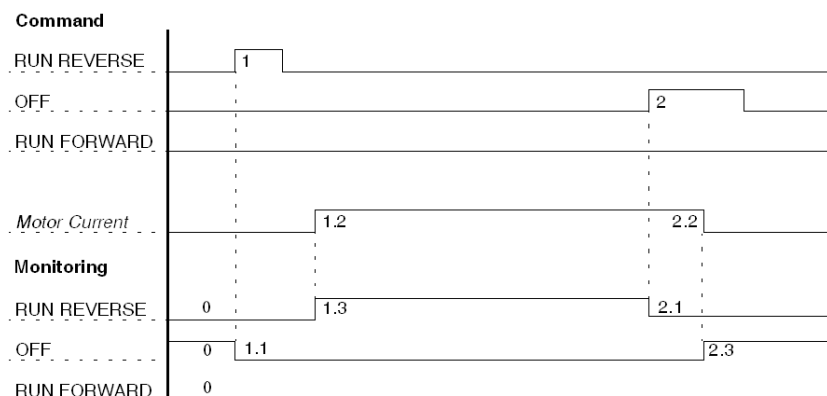 Command
RUN REVERSE 1
OFF 2
RUN FORWARD
Motor Current 1.2 2.2
Monitoring
RUN REVERSE 0 1.3 2.1
OFF 0 1.1 2.3
RUN FORWARD 0